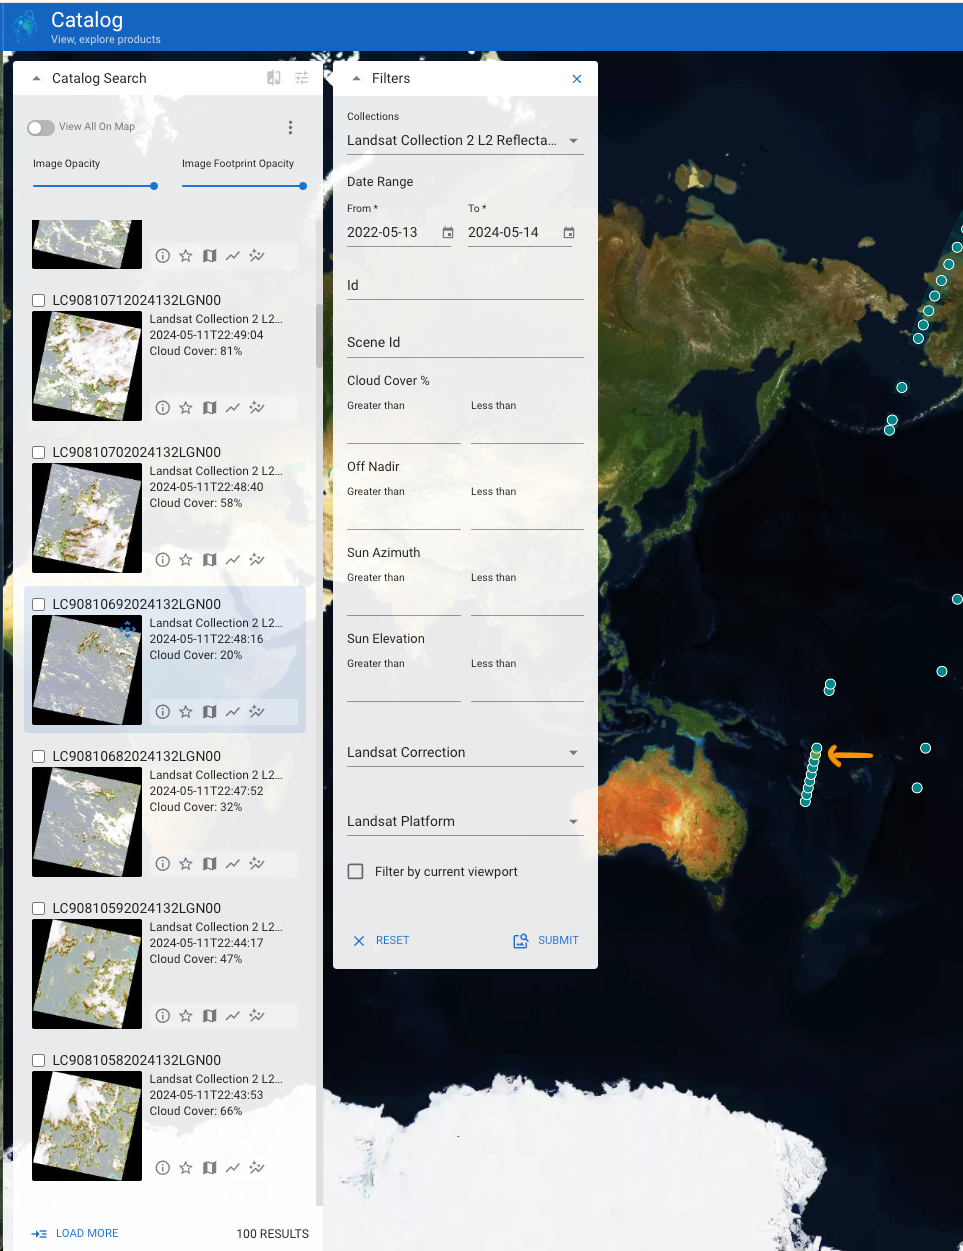 Catalog
View, explore products
Catalog Search
View All On Map
Image Opacity
Image Footprint Opacity
LC90810712024132LGN00
Landsat Collection 2 L2...
2024-05-11T22:49:04
Cloud Cover: 81%
LC90810702024132LGN00
Landsat Collection 2 L2...
2024-05-11T22:48:40
Cloud Cover: 58%
LC90810692024132LGN00
Landsat Collection 2 L2...
2024-05-11T22:48:16
Cloud Cover: 20%
LC90810682024132LGN00
Landsat Collection 2 L2...
2024-05-11T22:47:52
Cloud Cover: 32%
LC90810592024132LGN00
Landsat Collection 2 L2...
2024-05-11T22:44:17
Cloud Cover: 47%
LC90810582024132LGN00
Landsat Collection 2 L2...
2024-05-11T22:43:53
Cloud Cover: 66%
LOAD MORE
100 RESULTS
Filters
Collections
Landsat Collection 2 L2 Reflecta...
Date Range
From *
To *
2022-05-13
2024-05-14
Id
Scene Id
Cloud Cover %
Greater than
Less than
Off Nadir
Greater than
Less than
Sun Azimuth
Greater than
Less than
Sun Elevation
Greater than
Less than
Landsat Correction
Landsat Platform
Filter by current viewport
RESET
SUBMIT